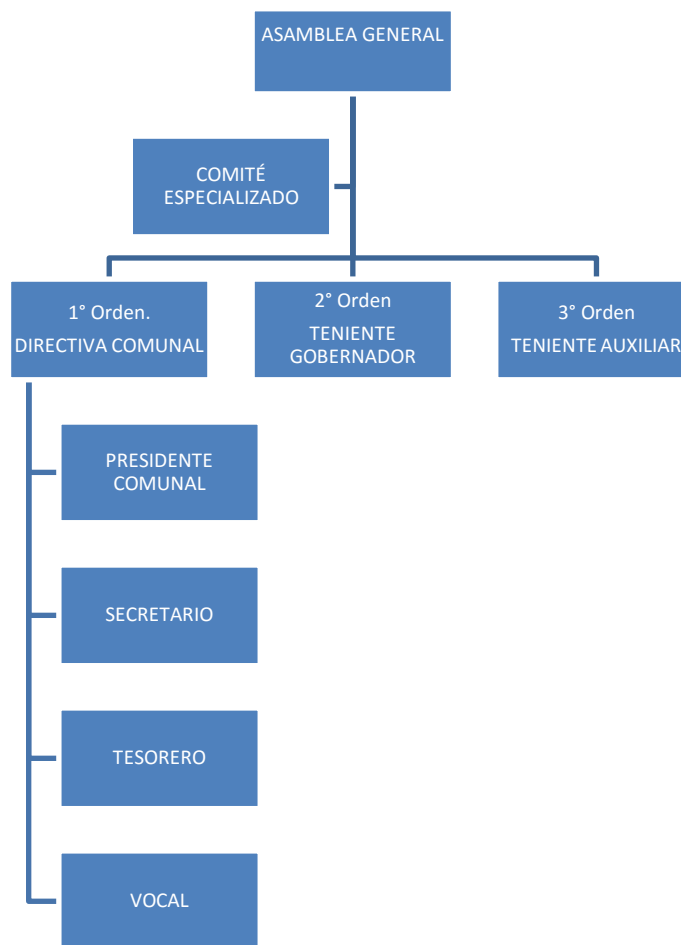 ASAMBLEA GENERAL
COMITÉ
ESPECIALIZADO
1° Orden.
DIRECTIVA COMUNAL
2° Orden
TENIENTE
GOBERNADOR
3° Orden
TENIENTE AUXILIAR
PRESIDENTE
COMUNAL
SECRETARIO
TESORERO
VOCAL